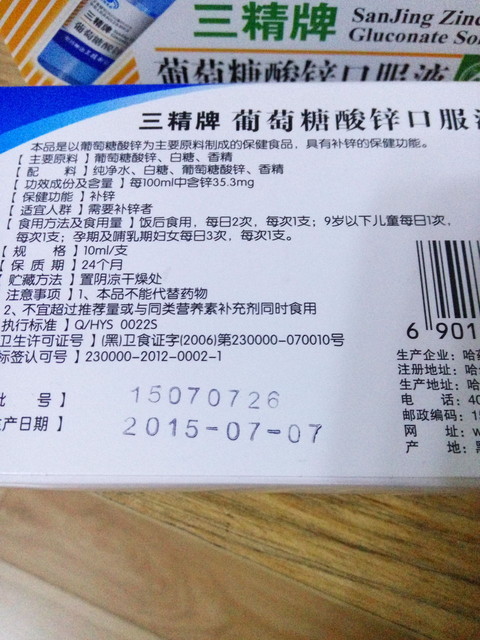 三精牌
SanJing Zinc
Gluconate So
葡萄糖酸锌口服液
三精牌
三精牌 葡萄糖酸锌口服
本品是以葡萄糖酸锌为主要原料制成的保健食品，具有补锌的保健功能。
【 主要原料 】葡萄糖酸锌、白糖、香精
【 配 料 】纯净水、白糖、葡萄糖酸锌、香精
【 功效成份及含量 】每100ml中含锌35.3mg
【 保健功能 】补锌
【 适宜人群 】需要补锌者
【 食用方法及食用量 】饭后食用，每日2次，每次1支；9岁以下儿童每日1次，
每次1支；孕期及哺乳期妇女每日3次，每次1支。
【 规 格 】10ml/支
【 保 质 期 】24个月
【 贮藏方法 】置阴凉干燥处
注意事项 】1、本品不能代替药物
2、不宜超过推荐量或与同类营养素补充剂同时食用
执行标准 】Q/HYS 0022S
卫生许可证号 】(黑)卫食证字(2006)第230000-070010号
标签认可号 】230000-2012-0002-1
批 号 】 15070726
生产日期 】 2015-07-07
6 901
生产企业：哈
注册地址：哈
生产地址：哈
电 话：40
邮政编码：15
网 址：w
产 地：黑